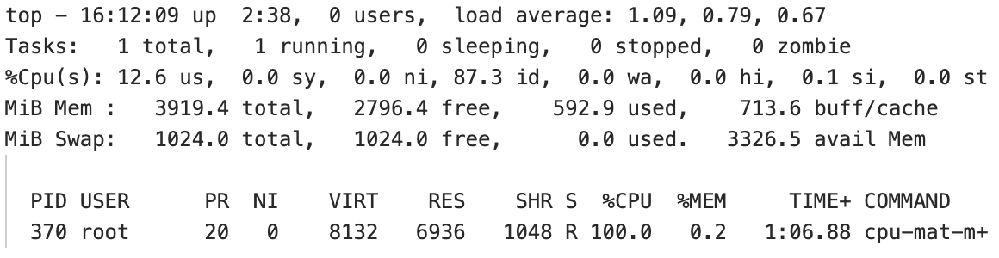 top - 16:12:09 up  2:38,  0 users,  load average: 1.09, 0.79, 0.67
Tasks:   1 total,   1 running,   0 sleeping,   0 stopped,   0 zombie
%Cpu(s): 12.6 us,  0.0 sy,  0.0 ni, 87.3 id,  0.0 wa,  0.0 hi,  0.1 si,  0.0 st
MiB Mem :   3919.4 total,   2796.4 free,    592.9 used,    713.6 buff/cache
MiB Swap:   1024.0 total,   1024.0 free,      0.0 used.   3326.5 avail Mem
  PID USER      PR  NI    VIRT    RES    SHR S  %CPU  %MEM     TIME+ COMMAND
  370 root      20   0    8132   6936   1048 R 100.0   0.2   1:06.88 cpu-mat-m+